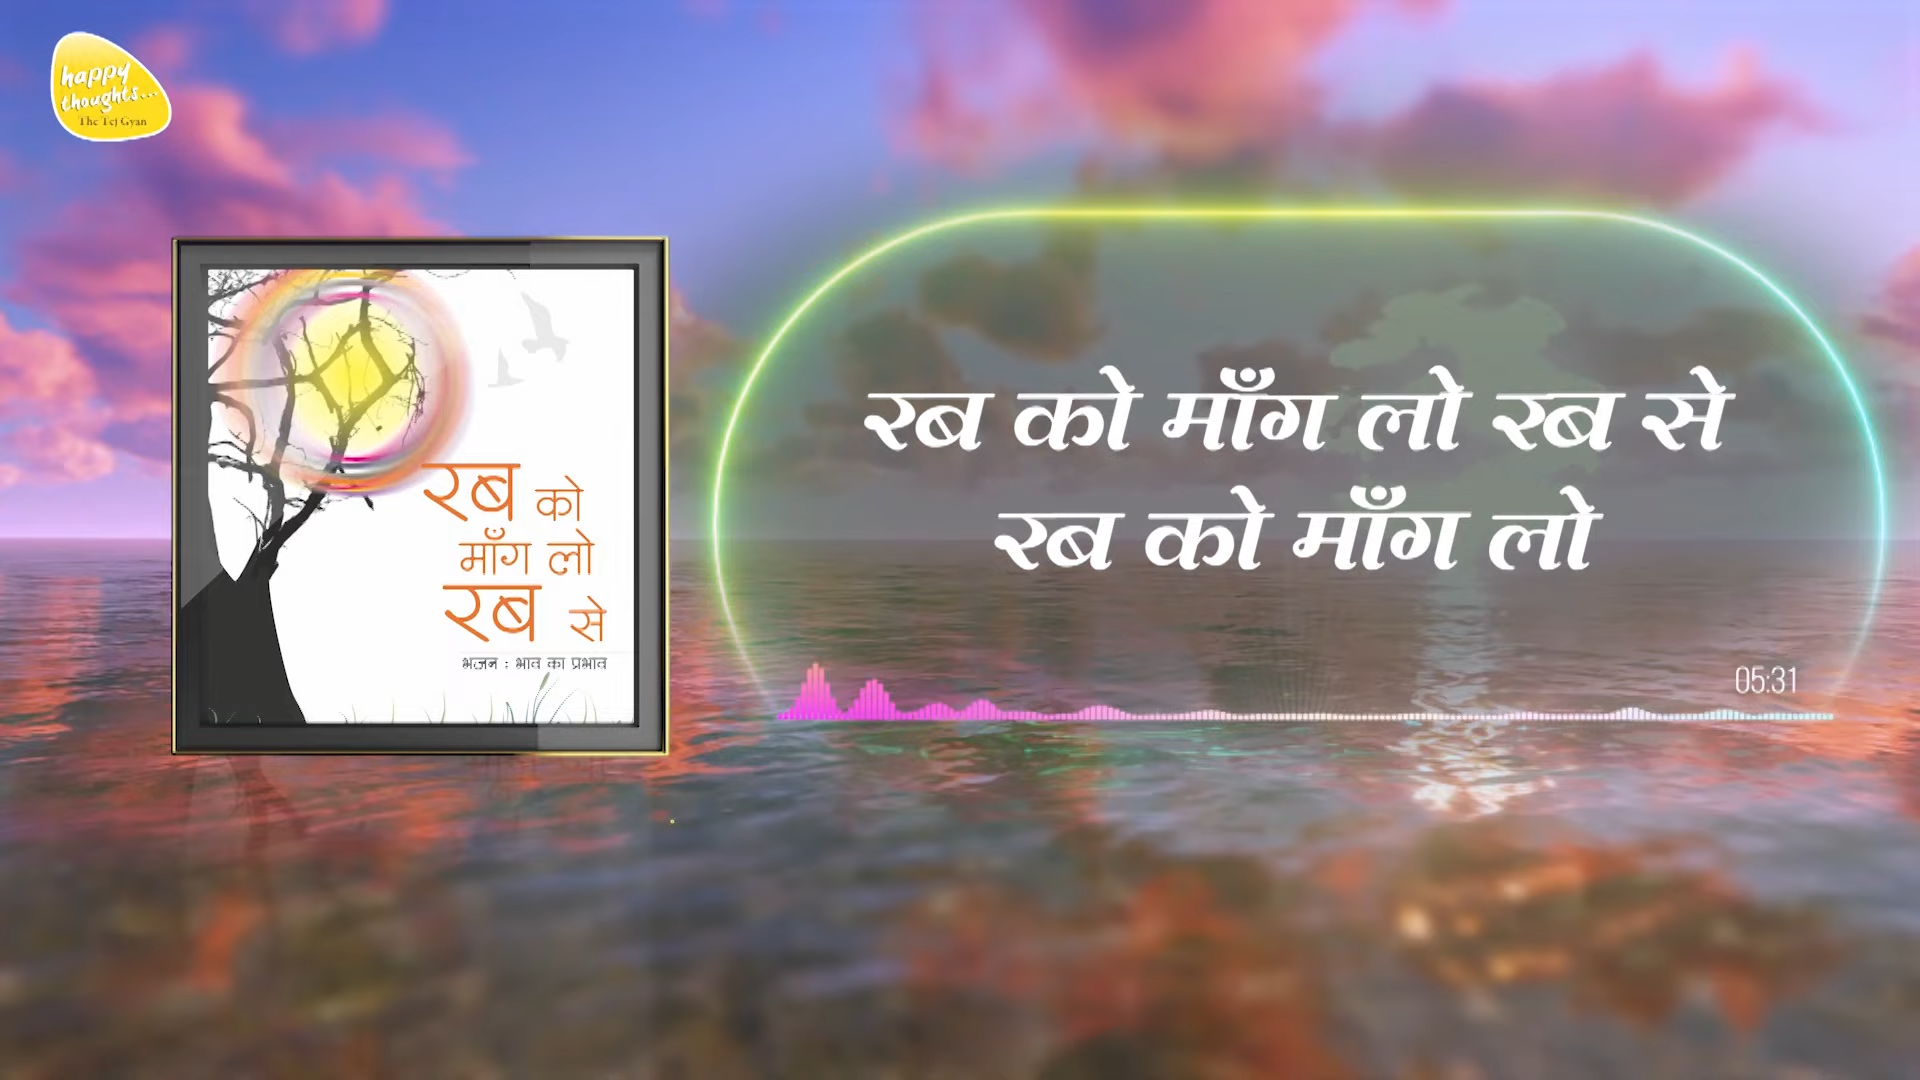 happy
thoughts...
The Tej Gyan
रब को
माँग लो
रब से
भजन : भाव का प्रभाव
रब को माँग लो रब से
रब को माँग लो
05:31